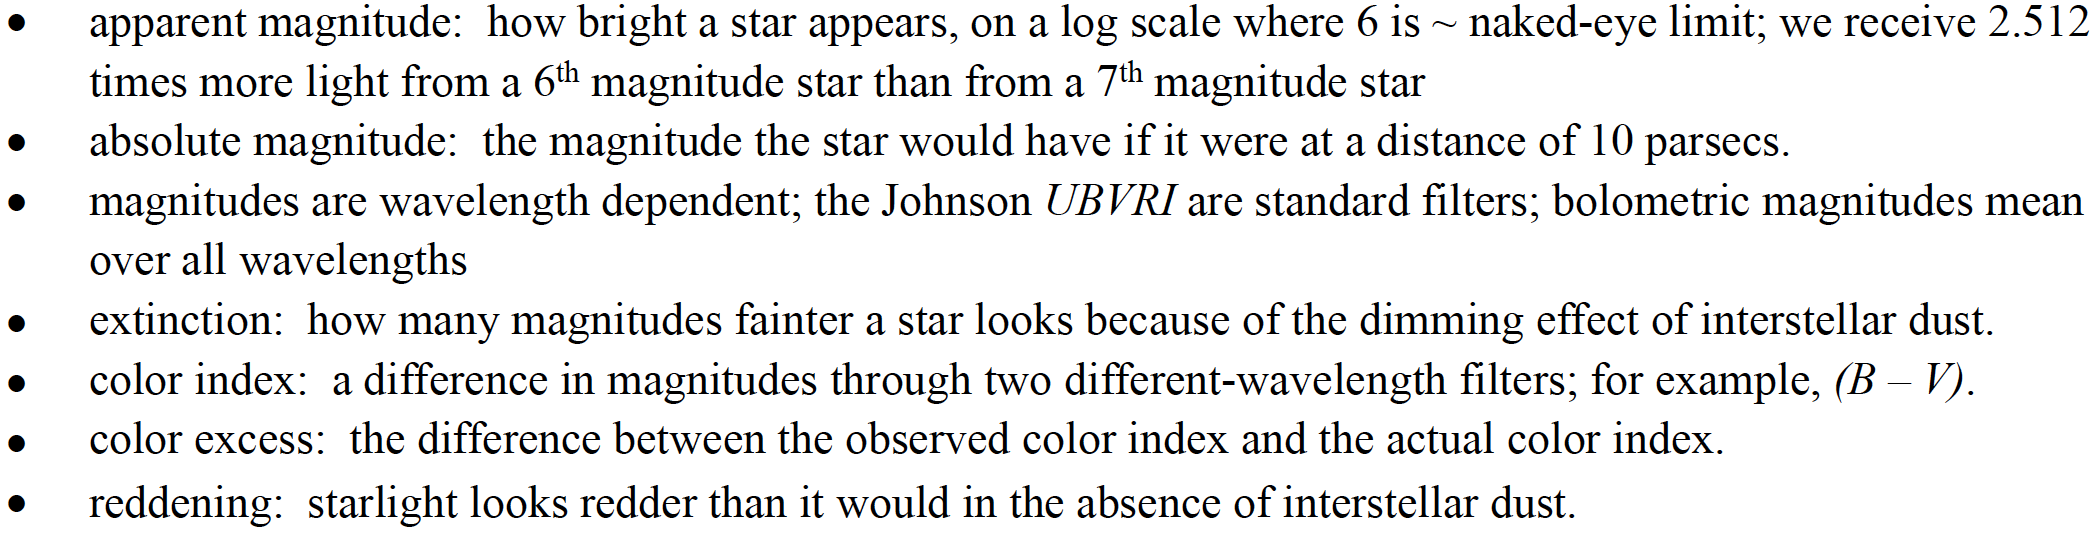 • apparent magnitude:  how bright a star appears, on a log scale where 6 is ~ naked-eye limit; we receive 2.512
times more light from a 6th magnitude star than from a 7th magnitude star
• absolute magnitude:  the magnitude the star would have if it were at a distance of 10 parsecs.
• magnitudes are wavelength dependent; the Johnson UBVRI are standard filters; bolometric magnitudes mean
over all wavelengths
• extinction:  how many magnitudes fainter a star looks because of the dimming effect of interstellar dust.
• color index:  a difference in magnitudes through two different-wavelength filters; for example, (B – V).
• color excess:  the difference between the observed color index and the actual color index.
• reddening:  starlight looks redder than it would in the absence of interstellar dust.